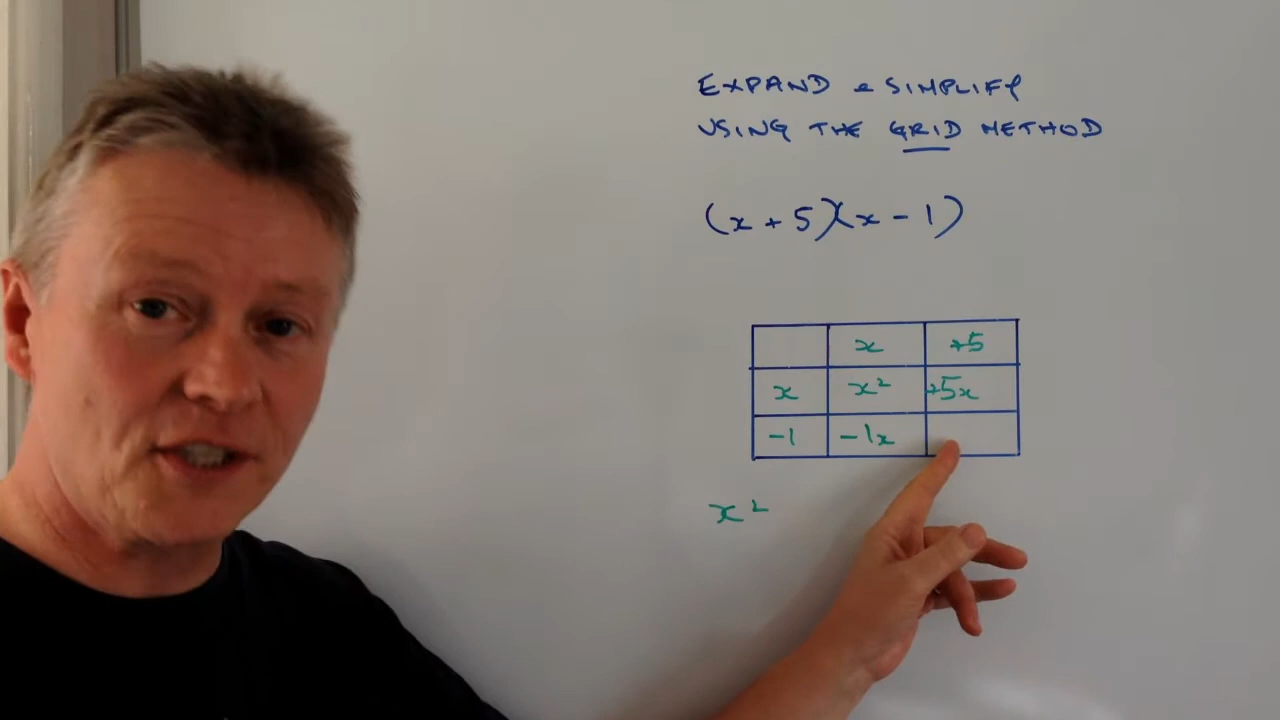 EXPAND & SIMPLIFY
USING THE GRID METHOD
(x + 5)(x - 1)
x +5
x x² +5x
-1 -1x
x²